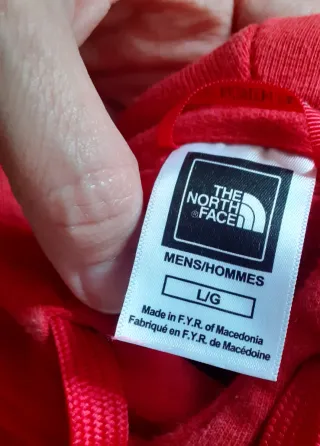 THE
NORTH
FACE
®
MENS/HOMMES
L/G
Made in F.Y.R. of Macedonia
Fabriqué en F.Y.R. de Macédoine